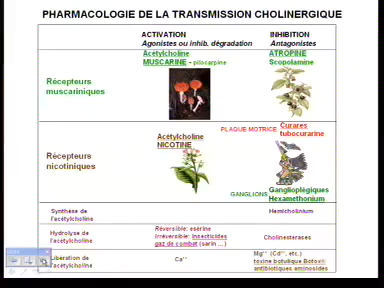 PHARMACOLOGIE DE LA TRANSMISSION CHOLINERGIQUE
ACTIVATION
Agonistes ou inhib. dégradation
INHIBITION
Antagonistes
Récepteurs
muscariniques
Acétylcholine
MUSCARINE - pilocarpine
ATROPINE
Scopolamine
Récepteurs
nicotiniques
Acétylcholine
NICOTINE
PLAQUE MOTRICE
Curares
tubocurarine
GANGLIONS
Ganglioplégiques
Hexamethonium
Synthèse de
l'acétylcholine
Hemicholinium
Hydrolyse de
l'acétylcholine
Réversible: esérine
Irréversible: insecticides
gaz de combat (sarin ...)
Cholinestérases
Libération de
l'acétylcholine
Ca++
Mg++ (Cd++, etc.)
toxine botulique Botox®
antibiotiques aminosides